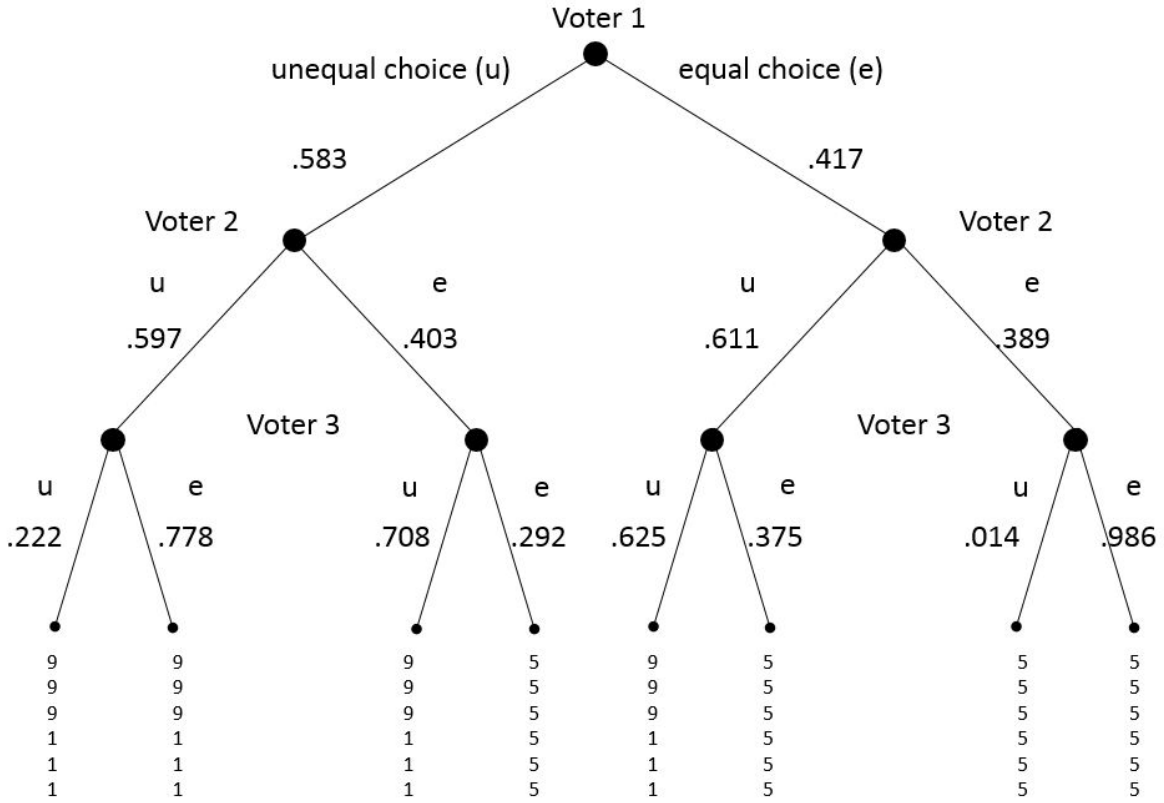 Voter 1
unequal choice (u) equal choice (e)
.583 .417
Voter 2 Voter 2
u e u e
.597 .403 .611 .389
Voter 3 Voter 3
u e u e u e u e
.222 .778 .708 .292 .625 .375 .014 .986
9 9 9 5 9 5 5 5
9 9 9 5 9 5 5 5
9 9 9 5 9 5 5 5
1 1 1 5 1 5 5 5
1 1 1 5 1 5 5 5
1 1 1 5 1 5 5 5